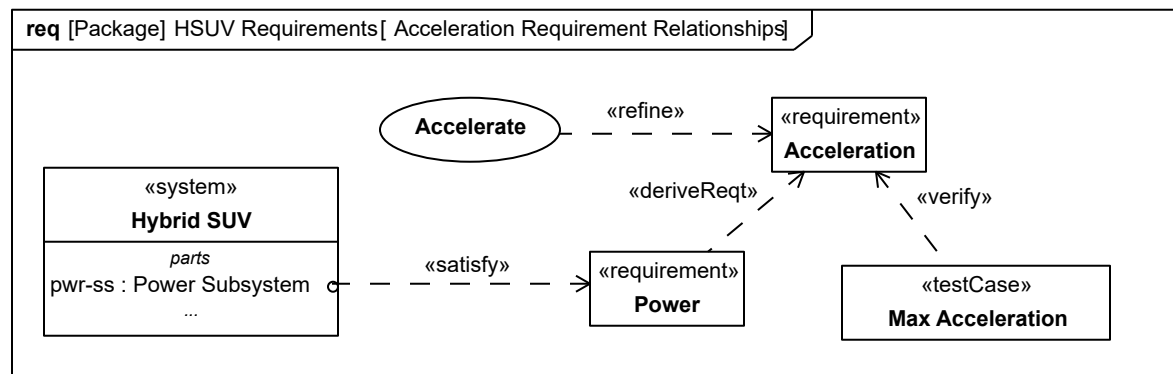 req [Package] HSUV Requirements[ Acceleration Requirement Relationships]
Accelerate
«refine»
«requirement»
Acceleration
«system»
Hybrid SUV
parts
pwr-ss : Power Subsystem
...
«satisfy»
«deriveReqt»
«requirement»
Power
«verify»
«testCase»
Max Acceleration